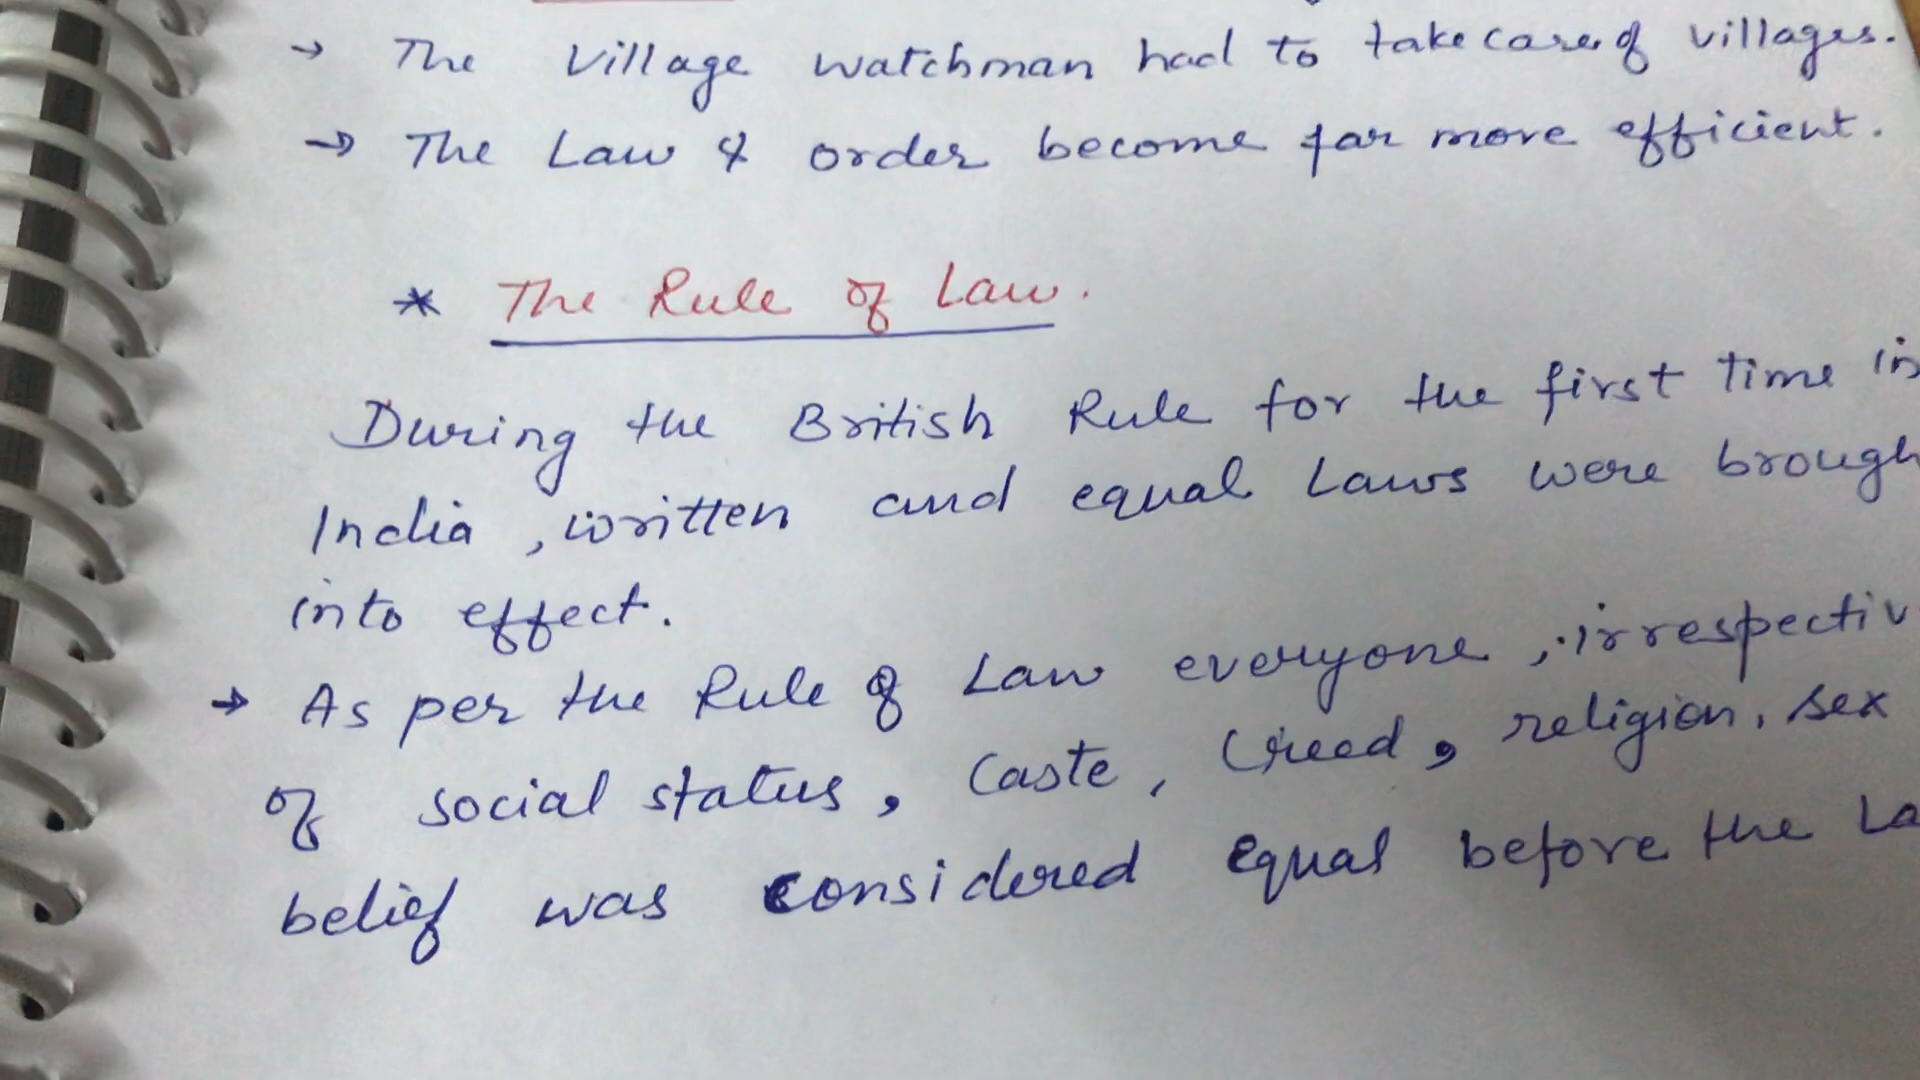 → The Village watchman had to take care of villages.
→ The Law & order become far more efficient.
* The Rule of Law.
During the British Rule for the first time in
India, written and equal Laws were brough
into effect.
→ As per the Rule of Law everyone, irrespectiv
of social status, Caste, Creed, religion, sex
belief was considered equal before the La